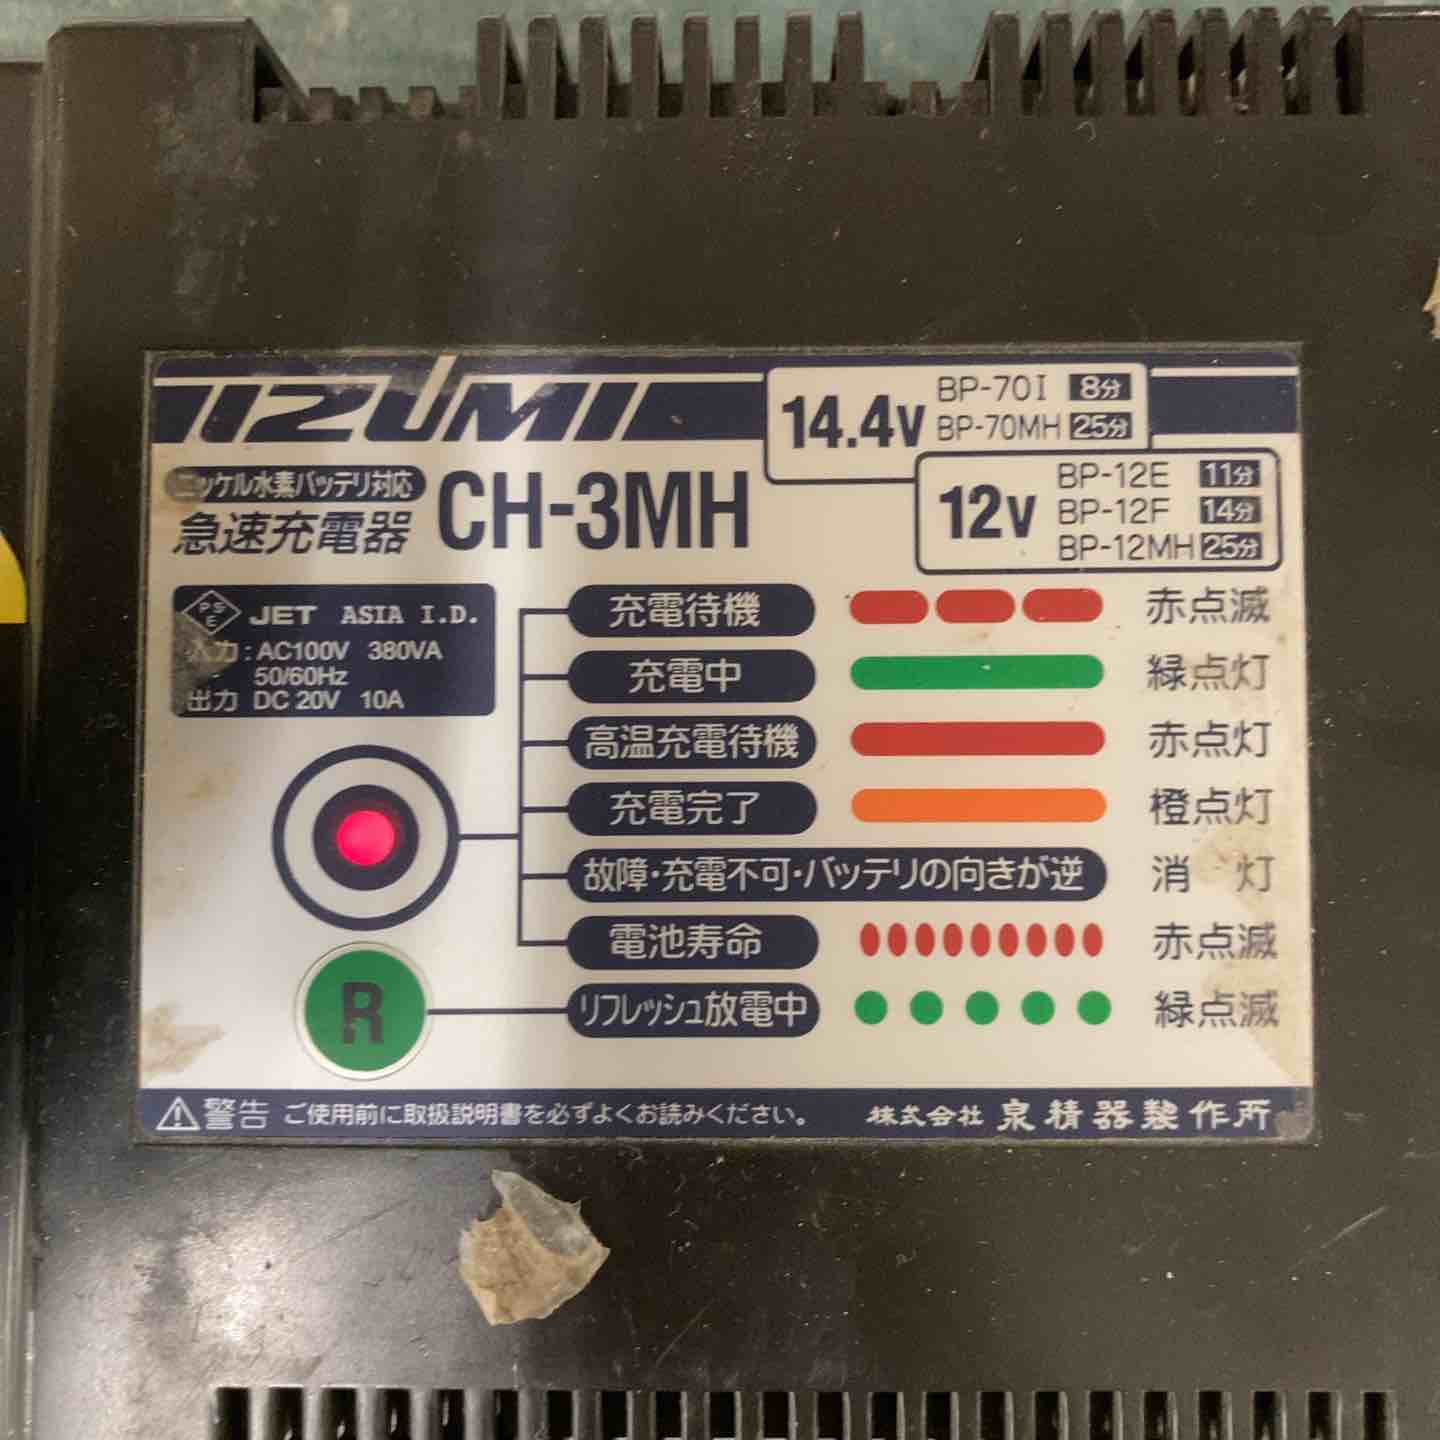 IZUMI
14.4V
BP-70I 8分
BP-70MH 25分
ニッケル水素バッテリ対応
急速充電器 CH-3MH
12V
BP-12E 11分
BP-12F 14分
BP-12MH 25分
PS
E
JET ASIA I.D.
入力:AC100V 380VA
50/60Hz
出力 DC 20V 10A
充電待機 赤点滅
充電中 緑点灯
高温充電待機 赤点灯
充電完了 橙点灯
故障・充電不可・バッテリの向きが逆 消 灯
電池寿命 赤点滅
R リフレッシュ放電中 緑点滅
警告 ご使用前に取扱説明書を必ずよくお読みください。 株式会社 泉精器製作所